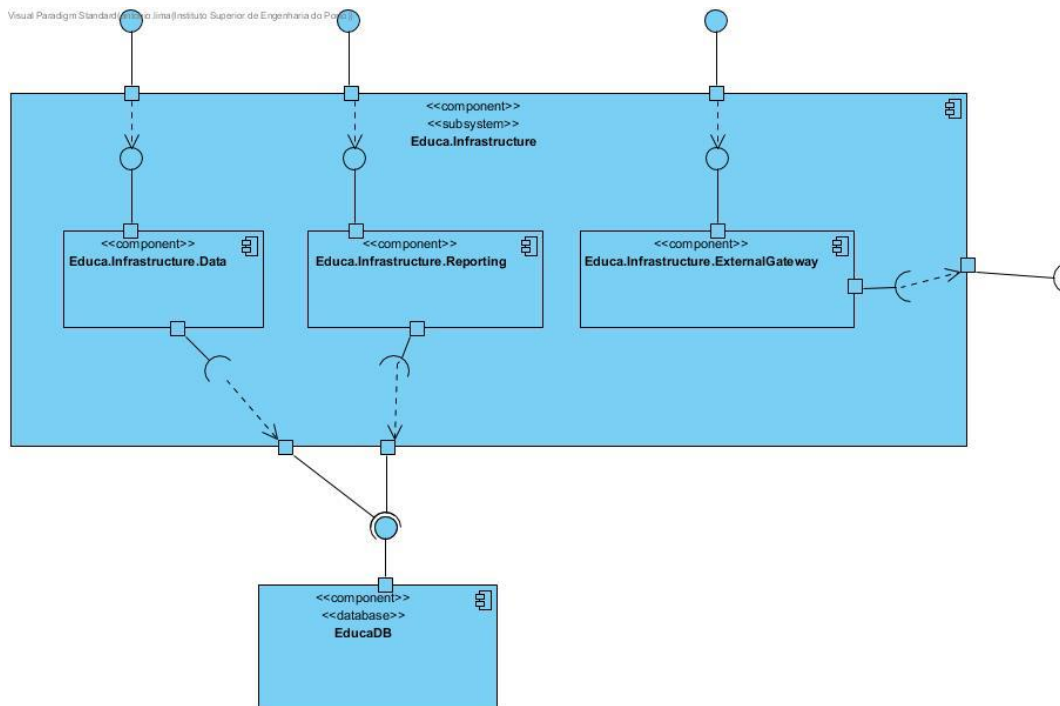 Visual Paradigm Standard(antonio.lima(Instituto Superior de Engenharia do Porto))
<<component>>
<<subsystem>>
Educa.Infrastructure
<<component>>
Educa.Infrastructure.Data
<<component>>
Educa.Infrastructure.Reporting
<<component>>
Educa.Infrastructure.ExternalGateway
<<component>>
<<database>>
EducaDB